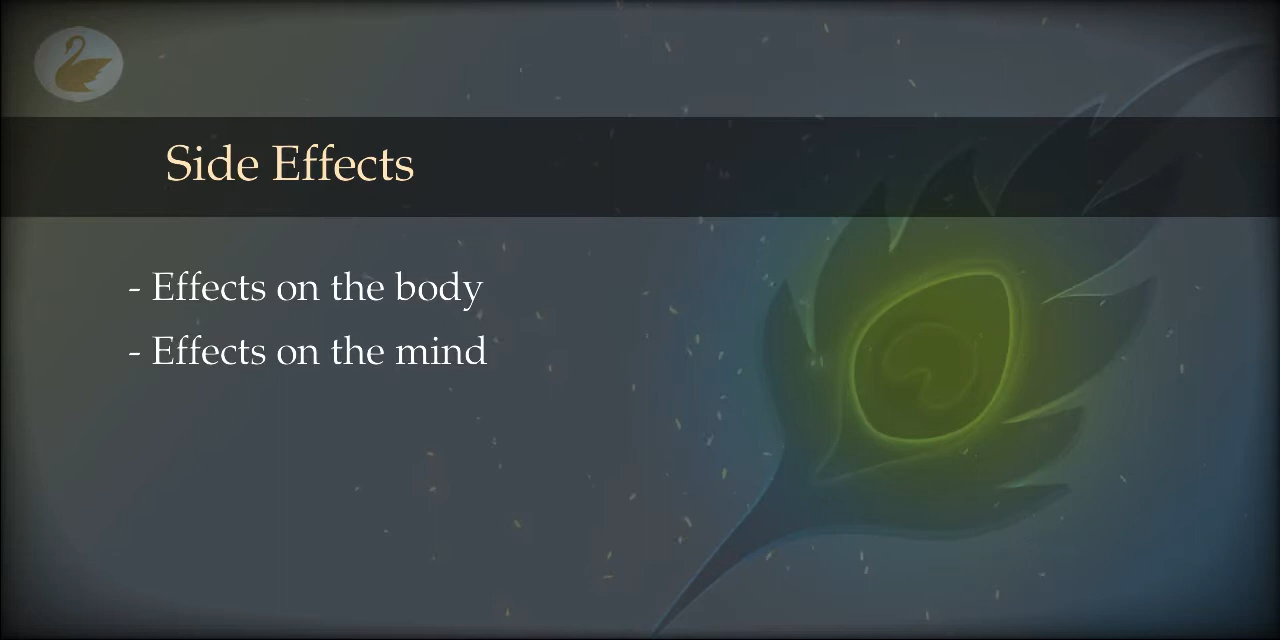 Side Effects
- Effects on the body
- Effects on the mind